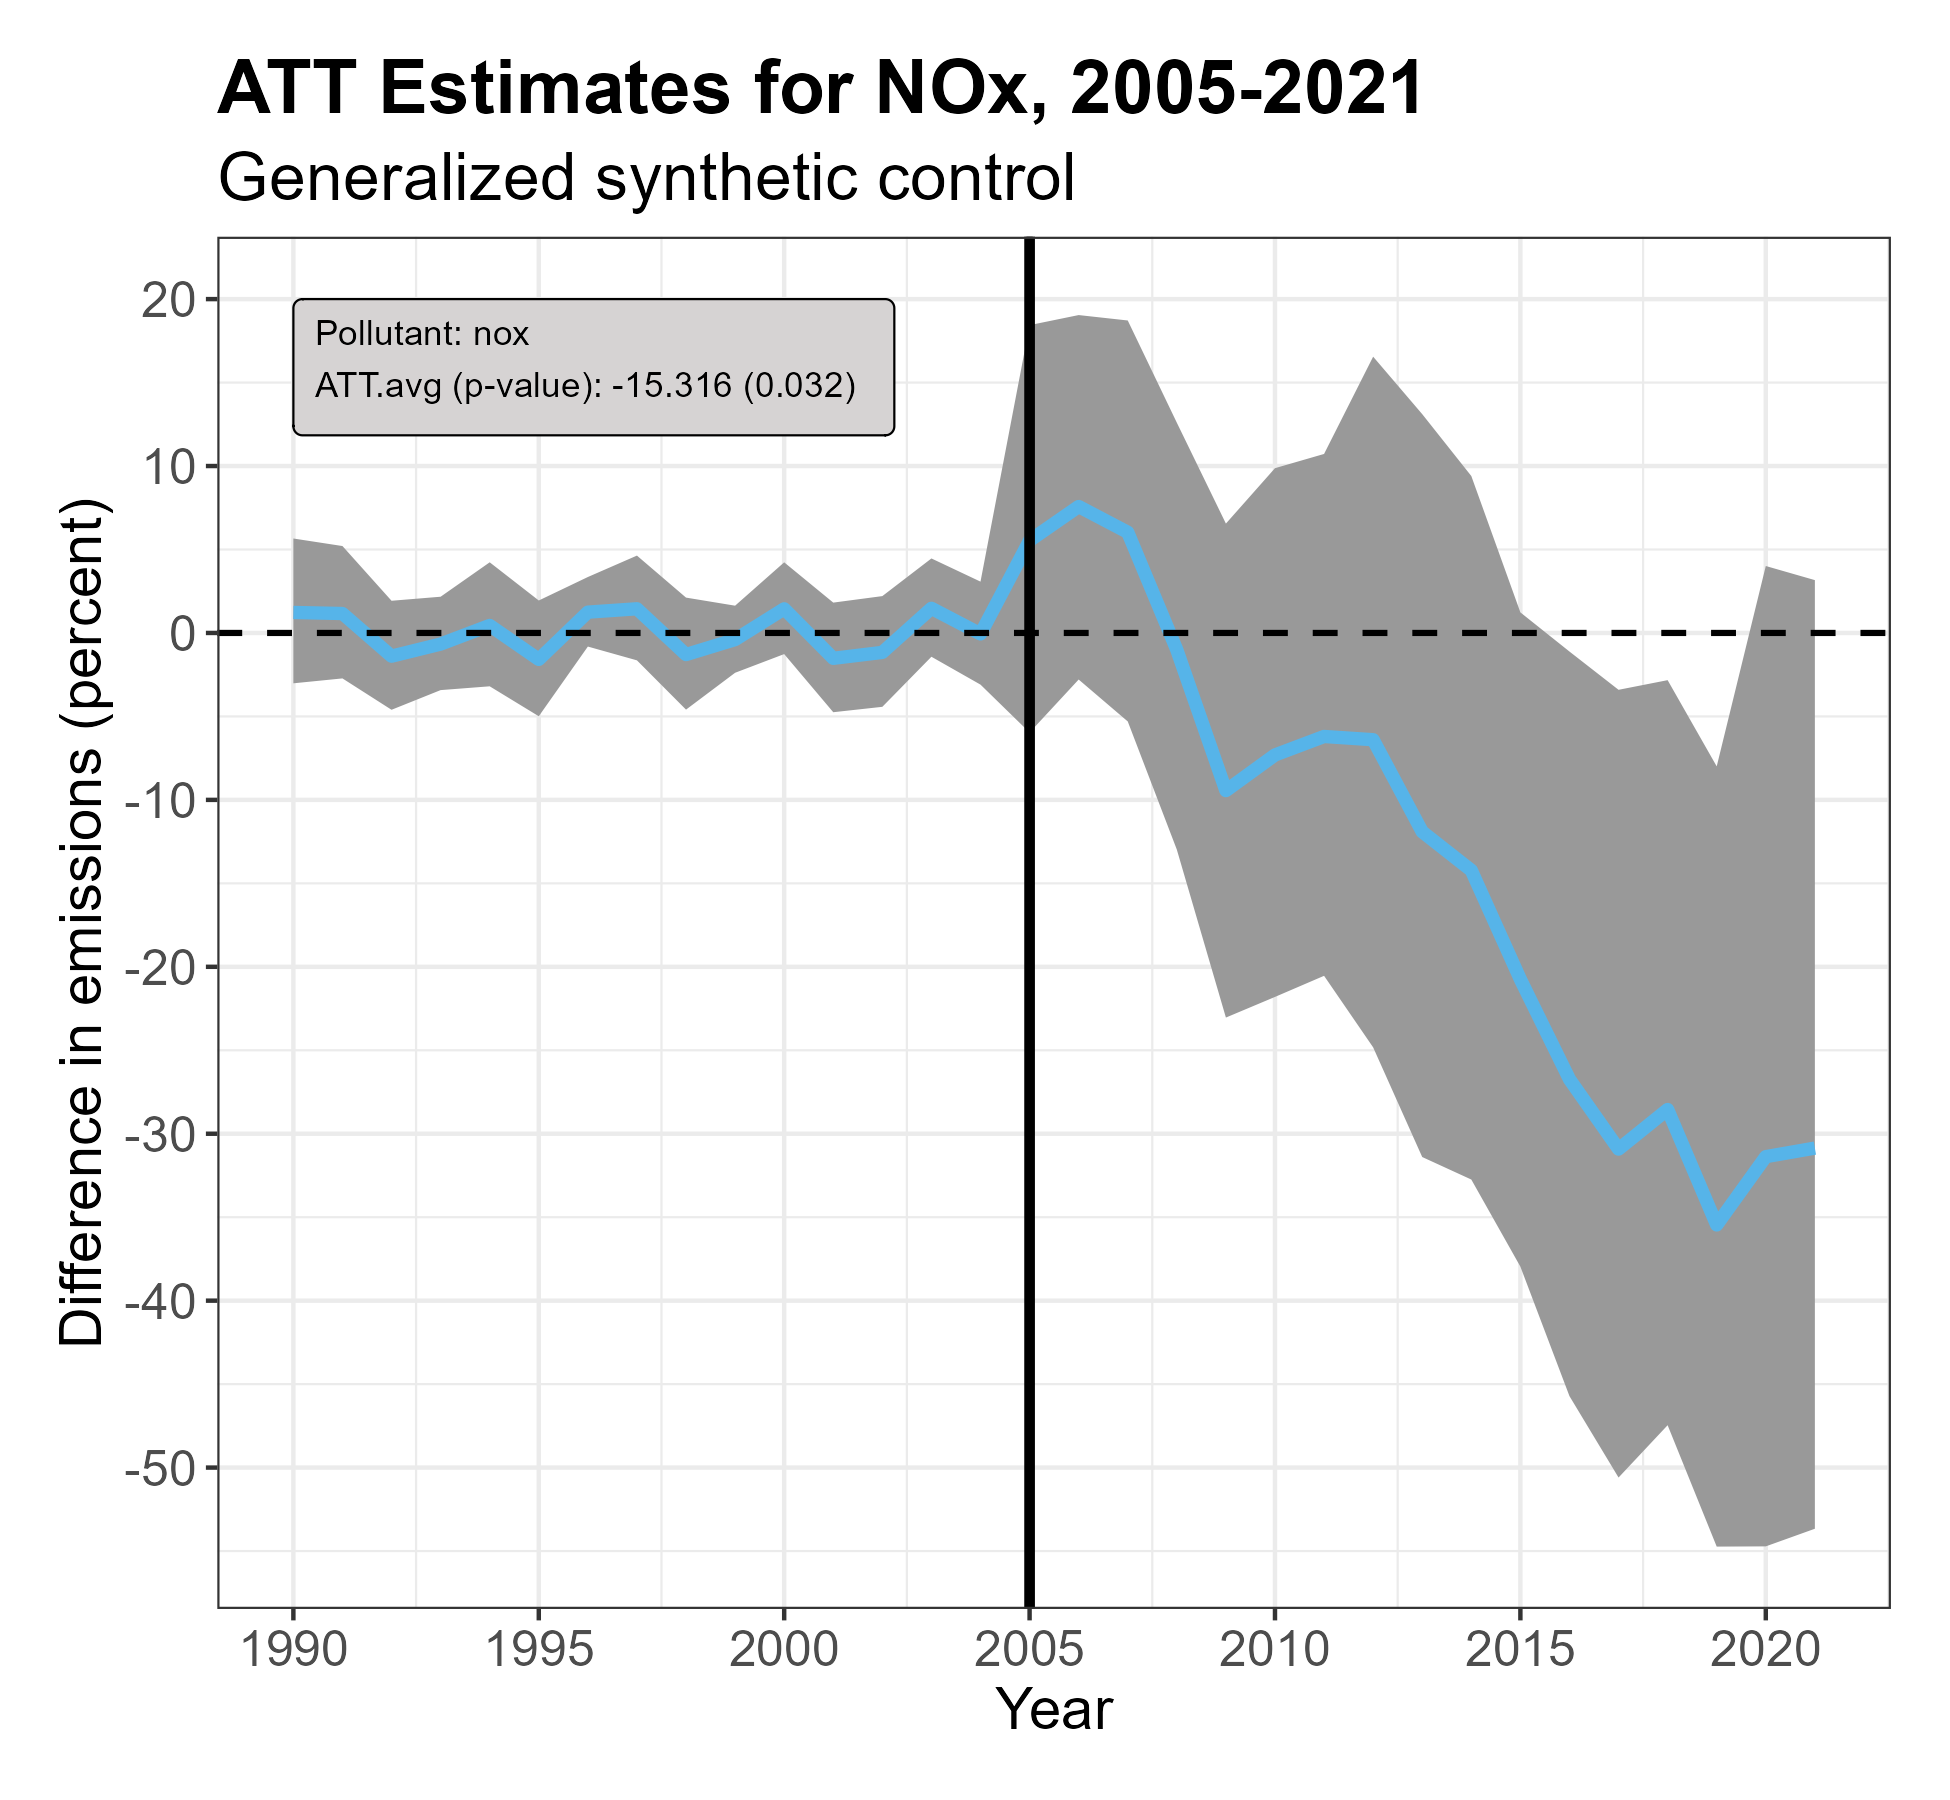 ATT Estimates for NOx, 2005-2021
Generalized synthetic control
Pollutant: nox
ATT.avg (p-value): -15.316 (0.032)
Difference in emissions (percent)
20
10
0
-10
-20
-30
-40
-50
1990 1995 2000 2005 2010 2015 2020
Year